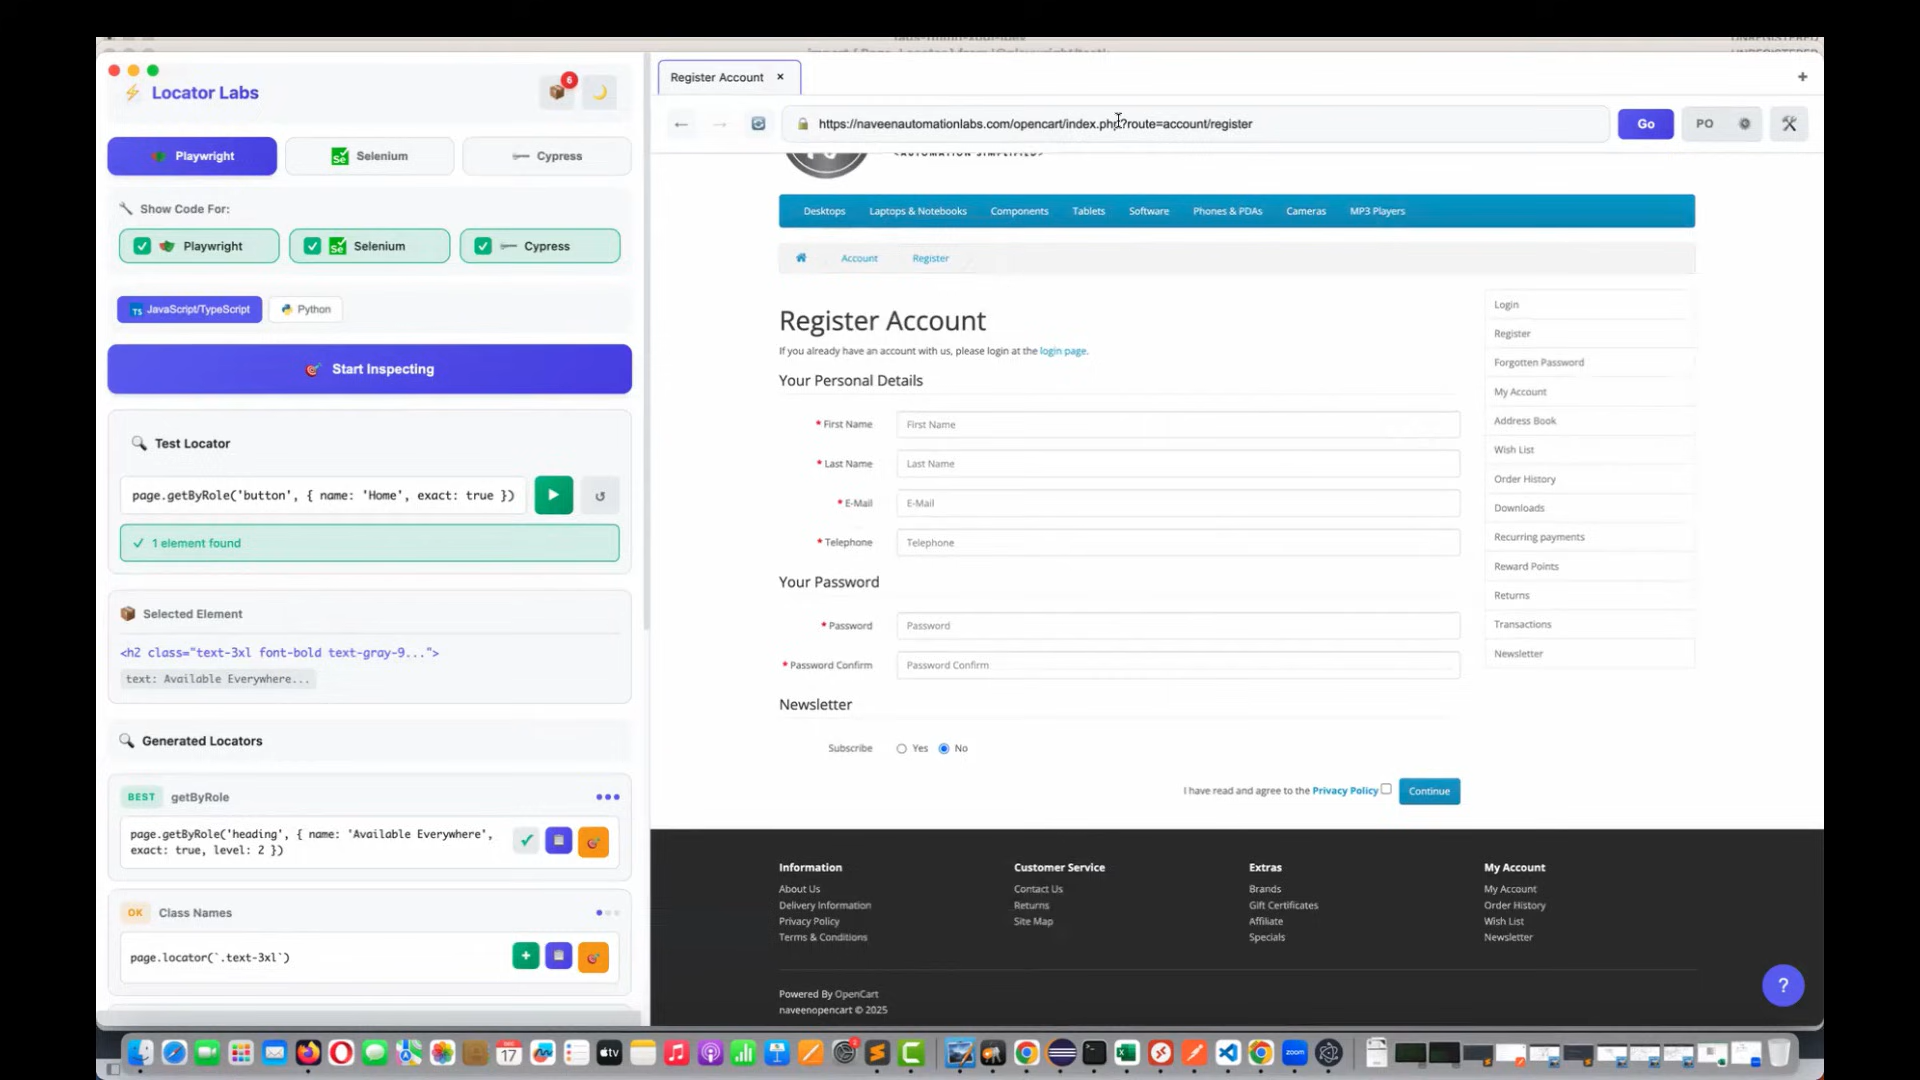 Locator Labs
6
Playwright
Selenium
Cypress
Show Code For:
Playwright
Selenium
Cypress
JavaScript/TypeScript
Python
Start Inspecting
Test Locator
page.getByRole('button', { name: 'Home', exact: true })
1 element found
Selected Element
<h2 class="text-3xl font-bold text-gray-9...">
text: Available Everywhere...
Generated Locators
BEST getByRole
page.getByRole('heading', { name: 'Available Everywhere',
exact: true, level: 2 })
OK Class Names
page.locator(`.text-3xl`)
Register Account ×
https://naveenautomationlabs.com/opencart/index.php?route=account/register
Go
PO
<AUTOMATION SIMPLIFIED>
Desktops Laptops & Notebooks Components Tablets Software Phones & PDAs Cameras MP3 Players
Account Register
Register Account
If you already have an account with us, please login at the login page.
Your Personal Details
* First Name First Name
* Last Name Last Name
* E-Mail E-Mail
* Telephone Telephone
Your Password
* Password Password
* Password Confirm Password Confirm
Newsletter
Subscribe Yes No
I have read and agree to the Privacy Policy
Continue
Login
Register
Forgotten Password
My Account
Address Book
Wish List
Order History
Downloads
Recurring payments
Reward Points
Returns
Transactions
Newsletter
Information
About Us
Delivery Information
Privacy Policy
Terms & Conditions
Customer Service
Contact Us
Returns
Site Map
Extras
Brands
Gift Certificates
Affiliate
Specials
My Account
My Account
Order History
Wish List
Newsletter
Powered By OpenCart
naveenopencart © 2025
?
17
tv
zoom